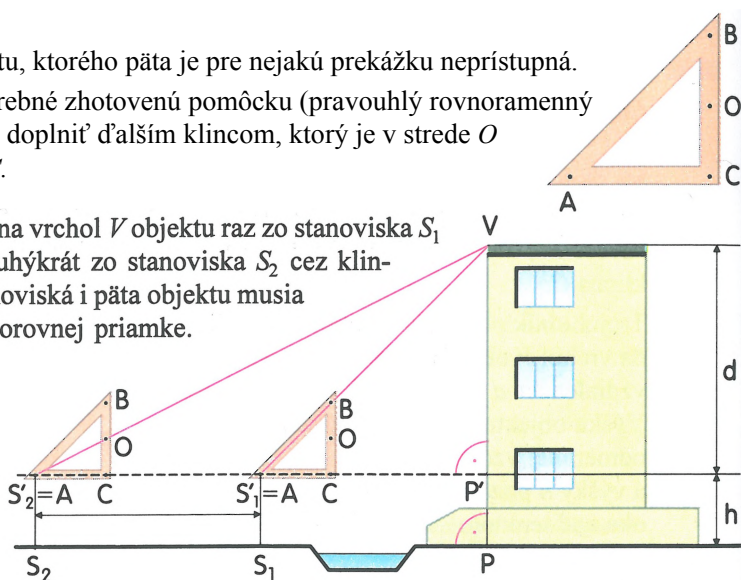 tu, ktorého päta je pre nejakú prekážku neprístupná.
rebné zhotovenú pomôcku (pravouhlý rovnoramenný
doplniť ďalším klincom, ktorý je v strede O
na vrchol V objektu raz zo stanoviska S₁
uhýkrát zo stanoviska S₂ cez klin-
noviská i päta objektu musia
orovnej priamke.
B
O
C
A
V
d
B
O
S'₂=A C
B
O
S'₁=A C
P'
h
S₂
S₁
P